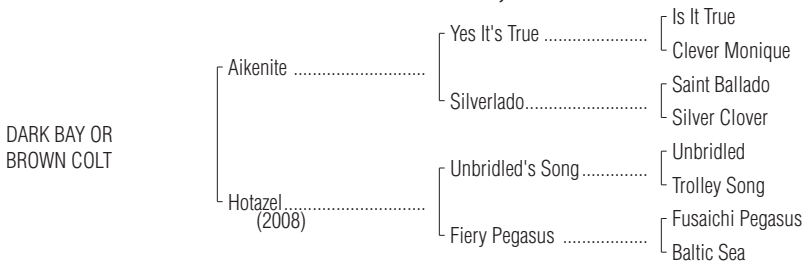 Is It True
Yes It's True ......................
Clever Monique
Aikenite ............................
Saint Ballado
Silverlado...........................
Silver Clover
DARK BAY OR
BROWN COLT
Unbridled
Unbridled's Song ..............
Trolley Song
Hotazel...............................
(2008)
Fusaichi Pegasus
Fiery Pegasus ..................
Baltic Sea